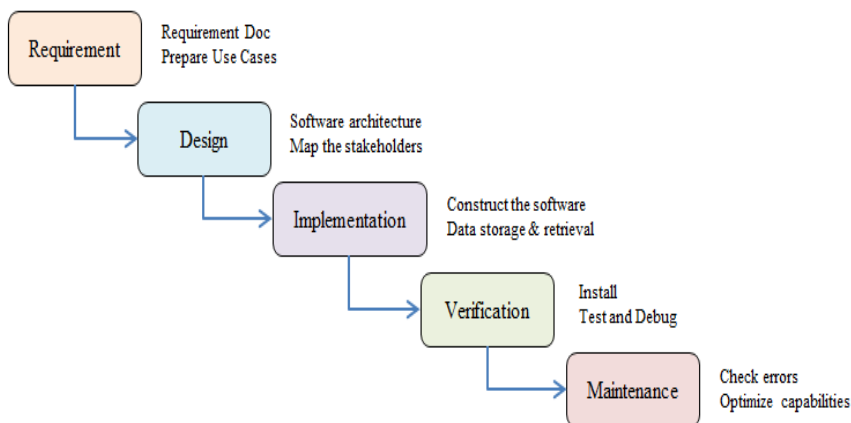 Requirement
Requirement Doc
Prepare Use Cases
Design
Software architecture
Map the stakeholders
Implementation
Construct the software
Data storage & retrieval
Verification
Install
Test and Debug
Maintenance
Check errors
Optimize capabilities